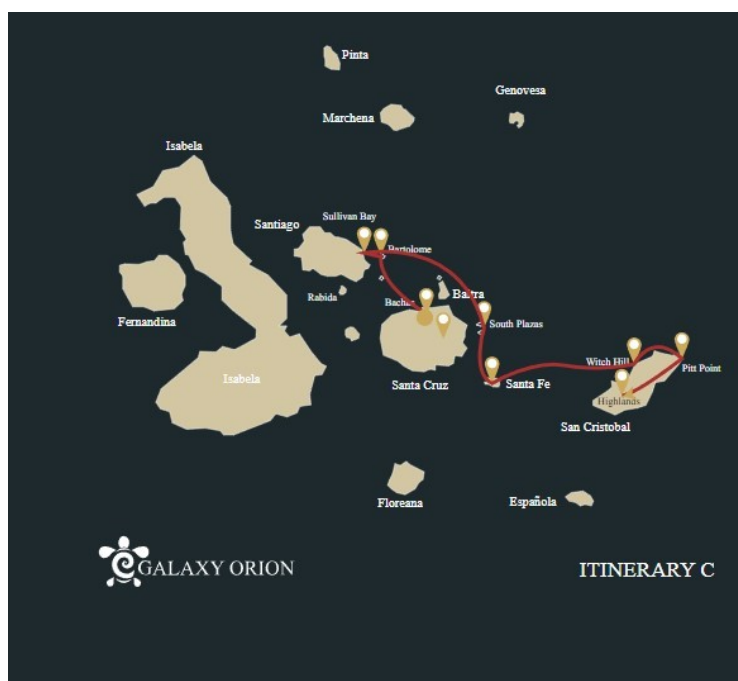 Pinta
Genovesa
Marchena
Isabela
Sullivan Bay
Santiago
Bartolome
Rabida
Bachas
Baltra
Fernandina
South Plazas
Witch Hill
Pitt Point
Isabela
Santa Cruz
Santa Fe
Highlands
San Cristobal
Floreana
Española
GALAXY ORION
ITINERARY C